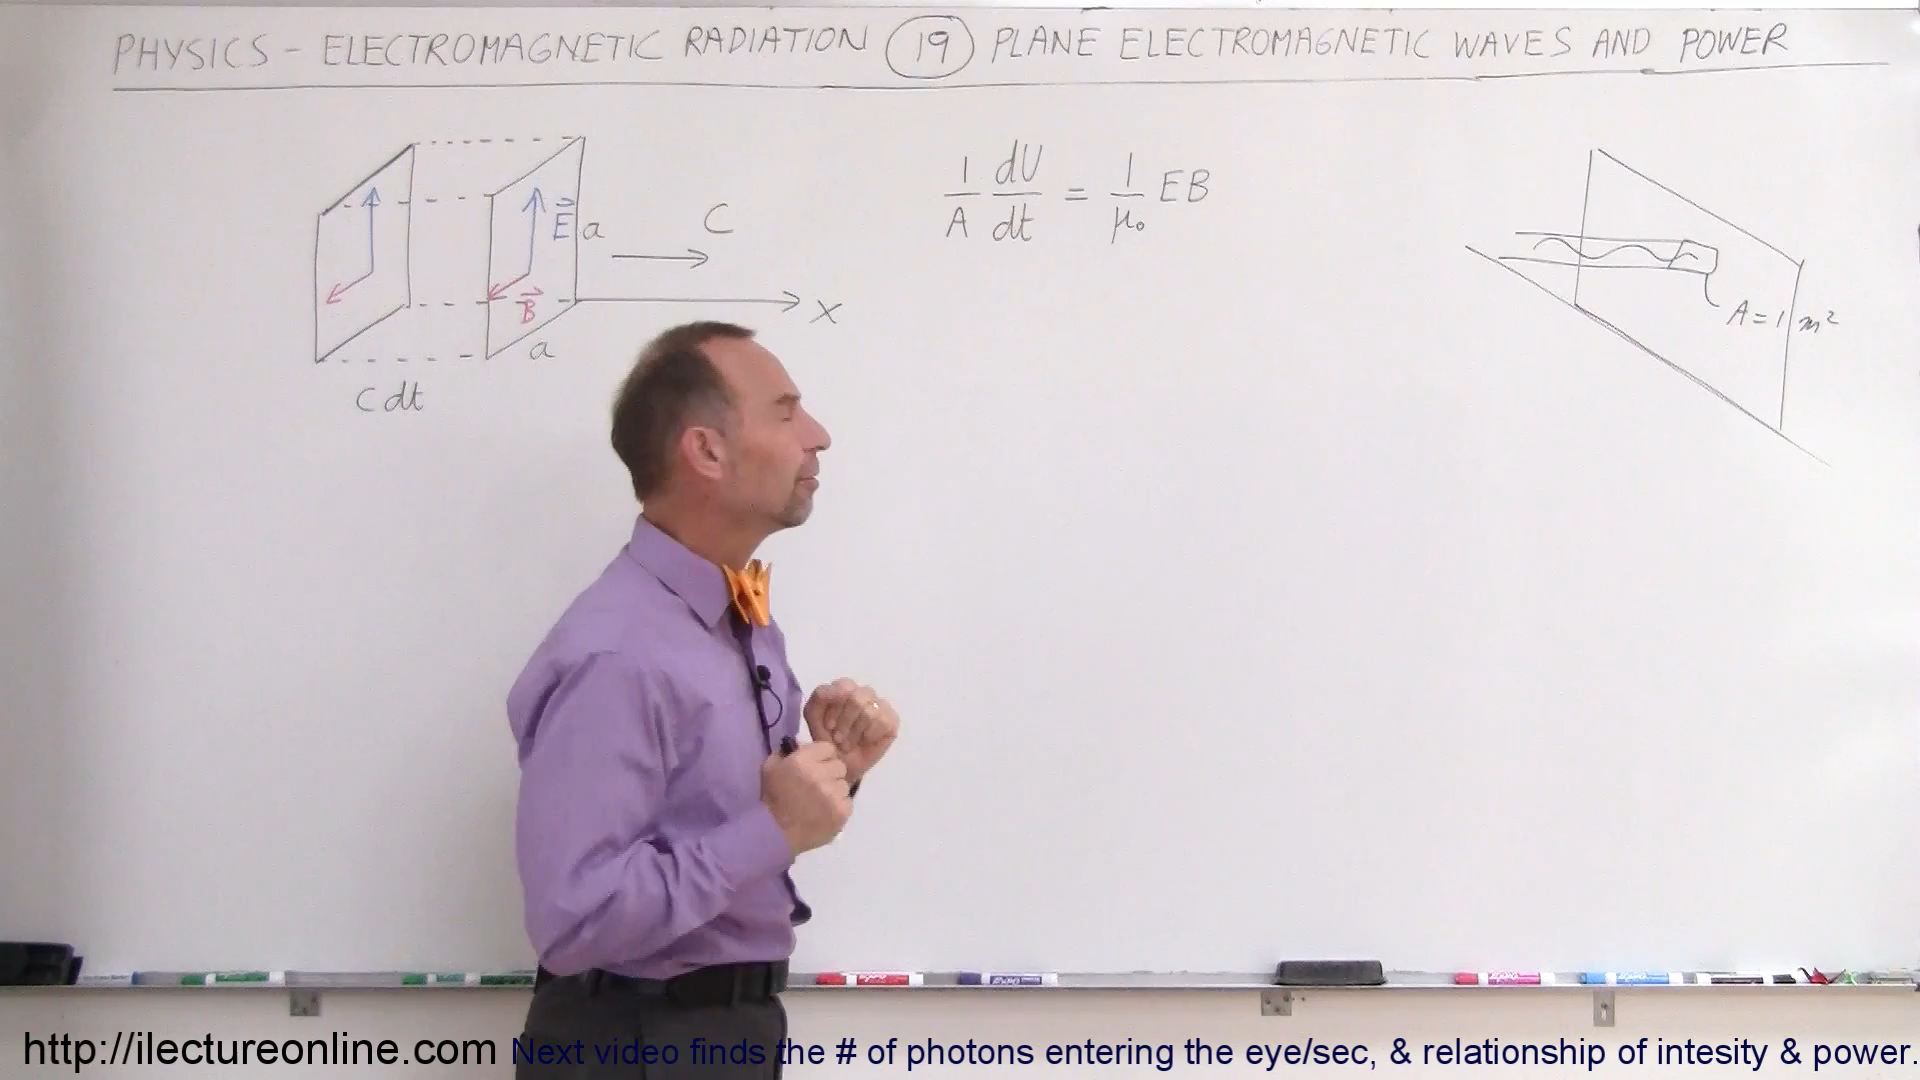 PHYSICS - ELECTROMAGNETIC RADIATION 19 PLANE ELECTROMAGNETIC WAVES AND POWER
E a
B
a
C
X
C dt
1/A dU/dt = 1/μ₀ EB
A = 1 m²
http://ilectureonline.com Next video finds the # of photons entering the eye/sec, & relationship of intesity & power.